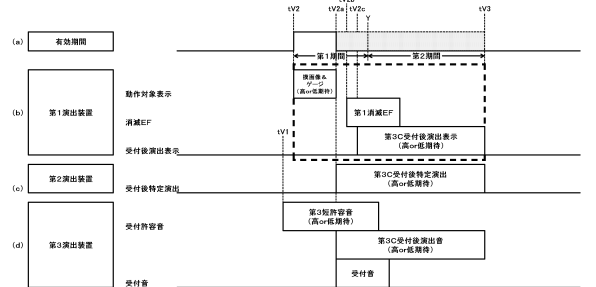 tV2b
tV2 tV2a tV2c Y tV3
(a) 有効期間
第1期間 第2期間
(b) 第1演出装置
動作対象表示
画像&
ゲージ
(高or低期待)
消滅EF
第1消滅EF
受付後演出表示
第3C受付後演出表示
(高or低期待)
tV1
(c) 第2演出装置
受付後特定演出
第3C受付後特定演出
(高or低期待)
(d) 第3演出装置
受付許容音
第3短許容音
(高or低期待)
第3C受付後演出音
(高or低期待)
受付音
受付音